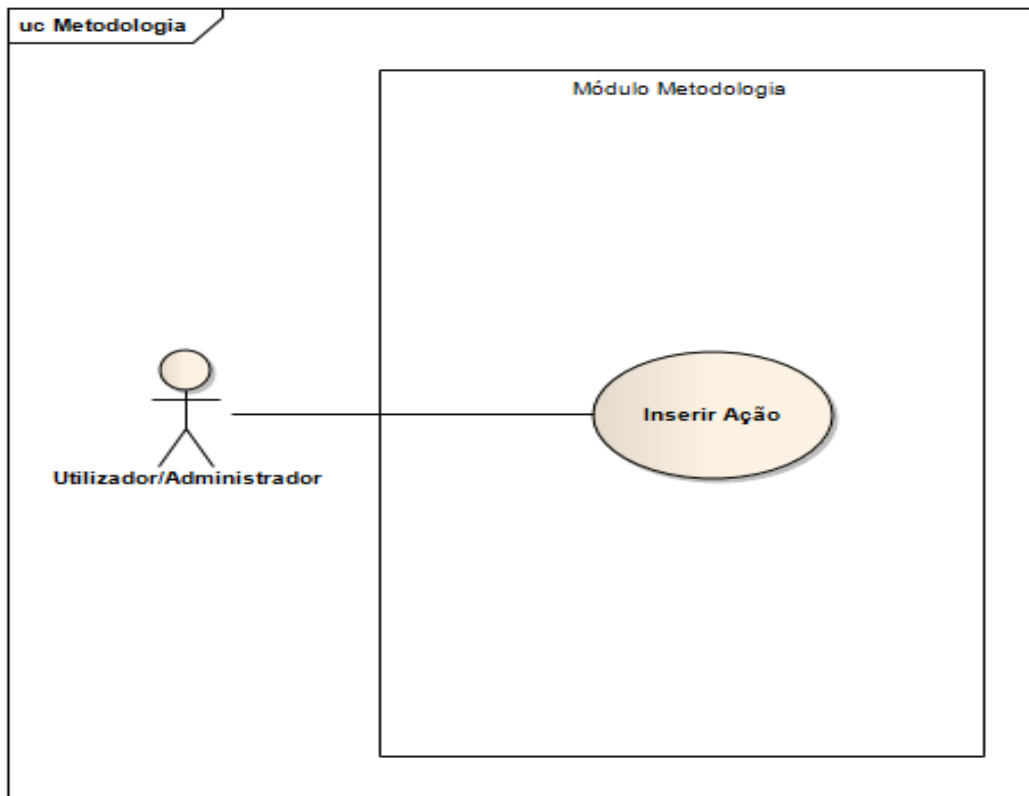 uc Metodologia
Módulo Metodologia
Inserir Ação
Utilizador/Administrador